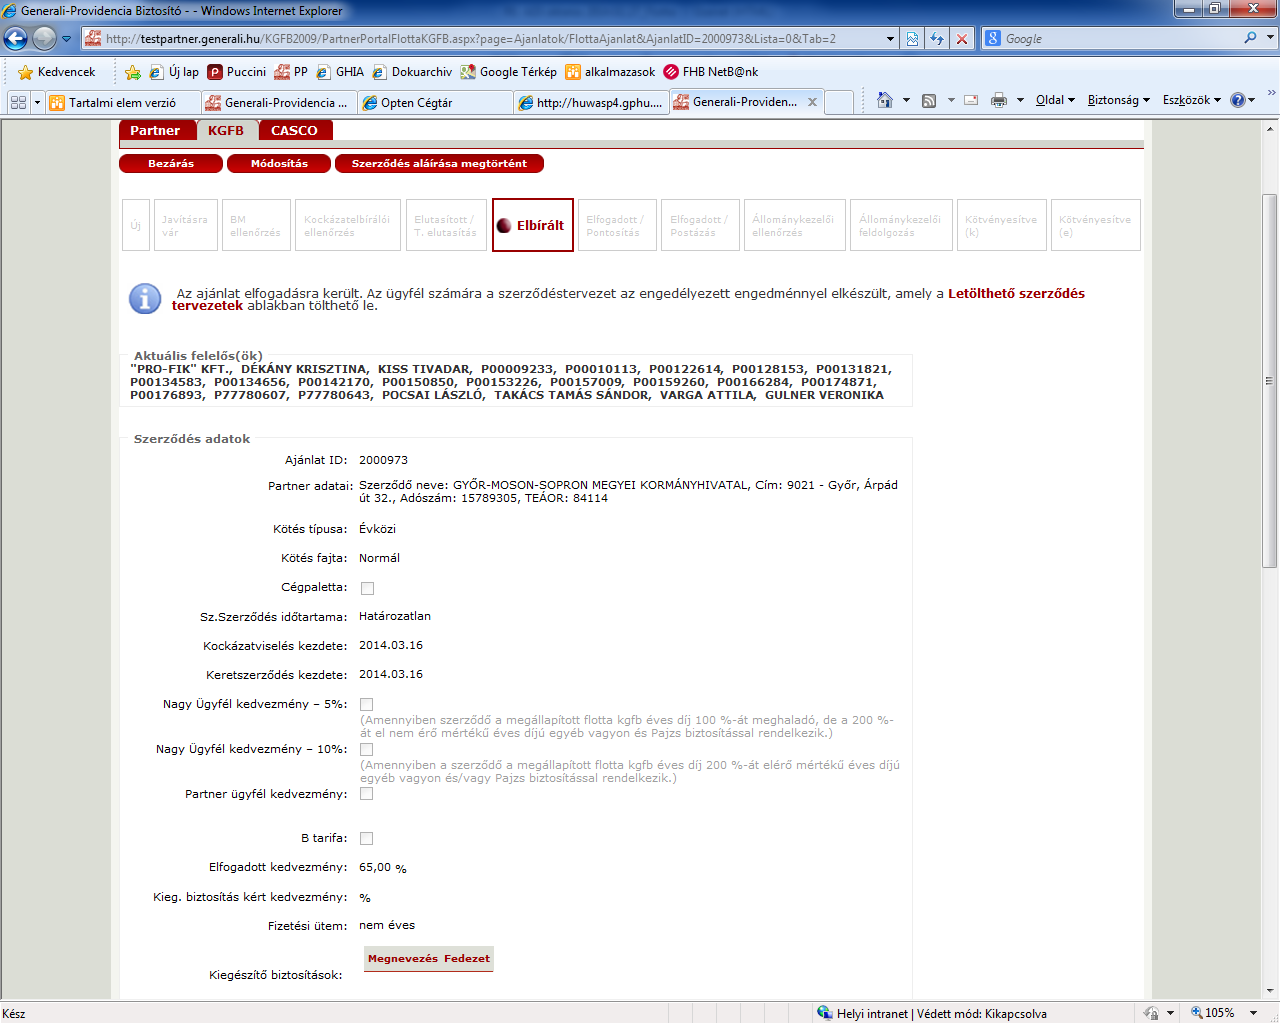 Generali-Providencia Biztosító - - Windows Internet Explorer
http://testpartner.generali.hu/KGFB2009/PartnerPortalFlottaKGFB.aspx?page=Ajanlatok/FlottaAjanlat&AjanlatID=2000973&Lista=0&Tab=2
Google
Kedvencek Új lap Puccini PP GHIA Dokuarchiv Google Térkép alkalmazasok FHB NetB@nk
Tartalmi elem verzió Generali-Providencia ... Opten Cégtár http://huwasp4.gphu.... Generali-Providen... Oldal Biztonság Eszközök
Partner KGFB CASCO
Bezárás Módosítás Szerződés aláírása megtörtént
Új
Javításra
vár
BM
ellenőrzés
Kockázatelbírálói
ellenőrzés
Elutasított /
T. elutasítás
Elbírált
Elfogadott /
Pontosítás
Elfogadott /
Postázás
Állománykezelői
ellenőrzés
Állománykezelői
feldolgozás
Kötvényesítve
(k)
Kötvényesítve
(e)
Az ajánlat elfogadásra került. Az ügyfél számára a szerződéstervezet az engedélyezett engedménnyel elkészült, amely a Letölthető szerződés
tervezetek ablakban tölthető le.
Aktuális felelős(ök)
"PRO-FIK" KFT., DÉKÁNY KRISZTINA, KISS TIVADAR, P00009233, P00010113, P00122614, P00128153, P00131821,
P00134583, P00134656, P00142170, P00150850, P00153226, P00157009, P00159260, P00166284, P00174871,
P00176893, P77780607, P77780643, POCSAI LÁSZLÓ, TAKÁCS TAMÁS SÁNDOR, VARGA ATTILA, GULNER VERONIKA
Szerződés adatok
Ajánlat ID: 2000973
Partner adatai: Szerződő neve: GYŐR-MOSON-SOPRON MEGYEI KORMÁNYHIVATAL, Cím: 9021 - Győr, Árpád
út 32., Adószám: 15789305, TEÁOR: 84114
Kötés típusa: Évközi
Kötés fajta: Normál
Cégpaletta:
Sz.Szerződés időtartama: Határozatlan
Kockázatviselés kezdete: 2014.03.16
Keretszerződés kezdete: 2014.03.16
Nagy Ügyfél kedvezmény – 5%:
(Amennyiben szerződő a megállapított flotta kgfb éves díj 100 %-át meghaladó, de a 200 %-
át el nem érő mértékű éves díjú egyéb vagyon és Pajzs biztosítással rendelkezik.)
Nagy Ügyfél kedvezmény – 10%:
(Amennyiben a szerződő a megállapított flotta kgfb éves díj 200 %-át elérő mértékű éves díjú
egyéb vagyon és/vagy Pajzs biztosítással rendelkezik.)
Partner ügyfél kedvezmény:
B tarifa:
Elfogadott kedvezmény: 65,00 %
Kieg. biztosítás kért kedvezmény: %
Fizetési ütem: nem éves
Megnevezés Fedezet
Kiegészítő biztosítások:
Kész Helyi intranet | Védett mód: Kikapcsolva 105%